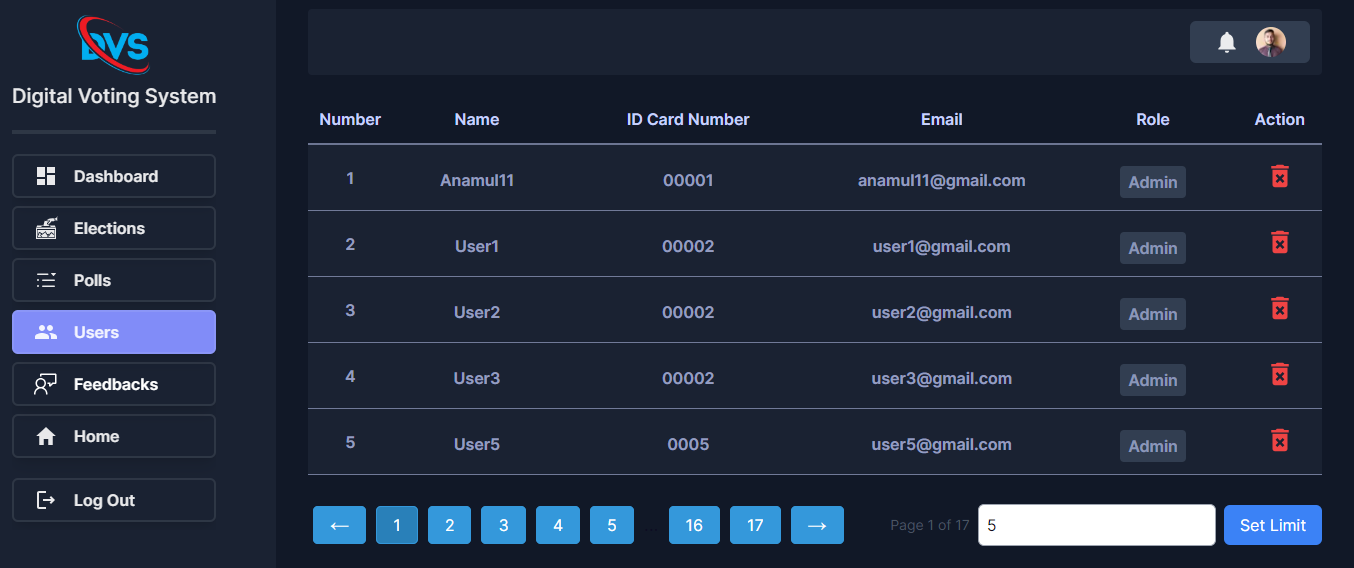 DVS
Digital Voting System
Dashboard
Elections
Polls
Users
Feedbacks
Home
Log Out
Number Name ID Card Number Email Role Action
1 Anamul11 00001 anamul11@gmail.com Admin
2 User1 00002 user1@gmail.com Admin
3 User2 00002 user2@gmail.com Admin
4 User3 00002 user3@gmail.com Admin
5 User5 0005 user5@gmail.com Admin
← 1 2 3 4 5 ... 16 17 → Page 1 of 17 5 Set Limit